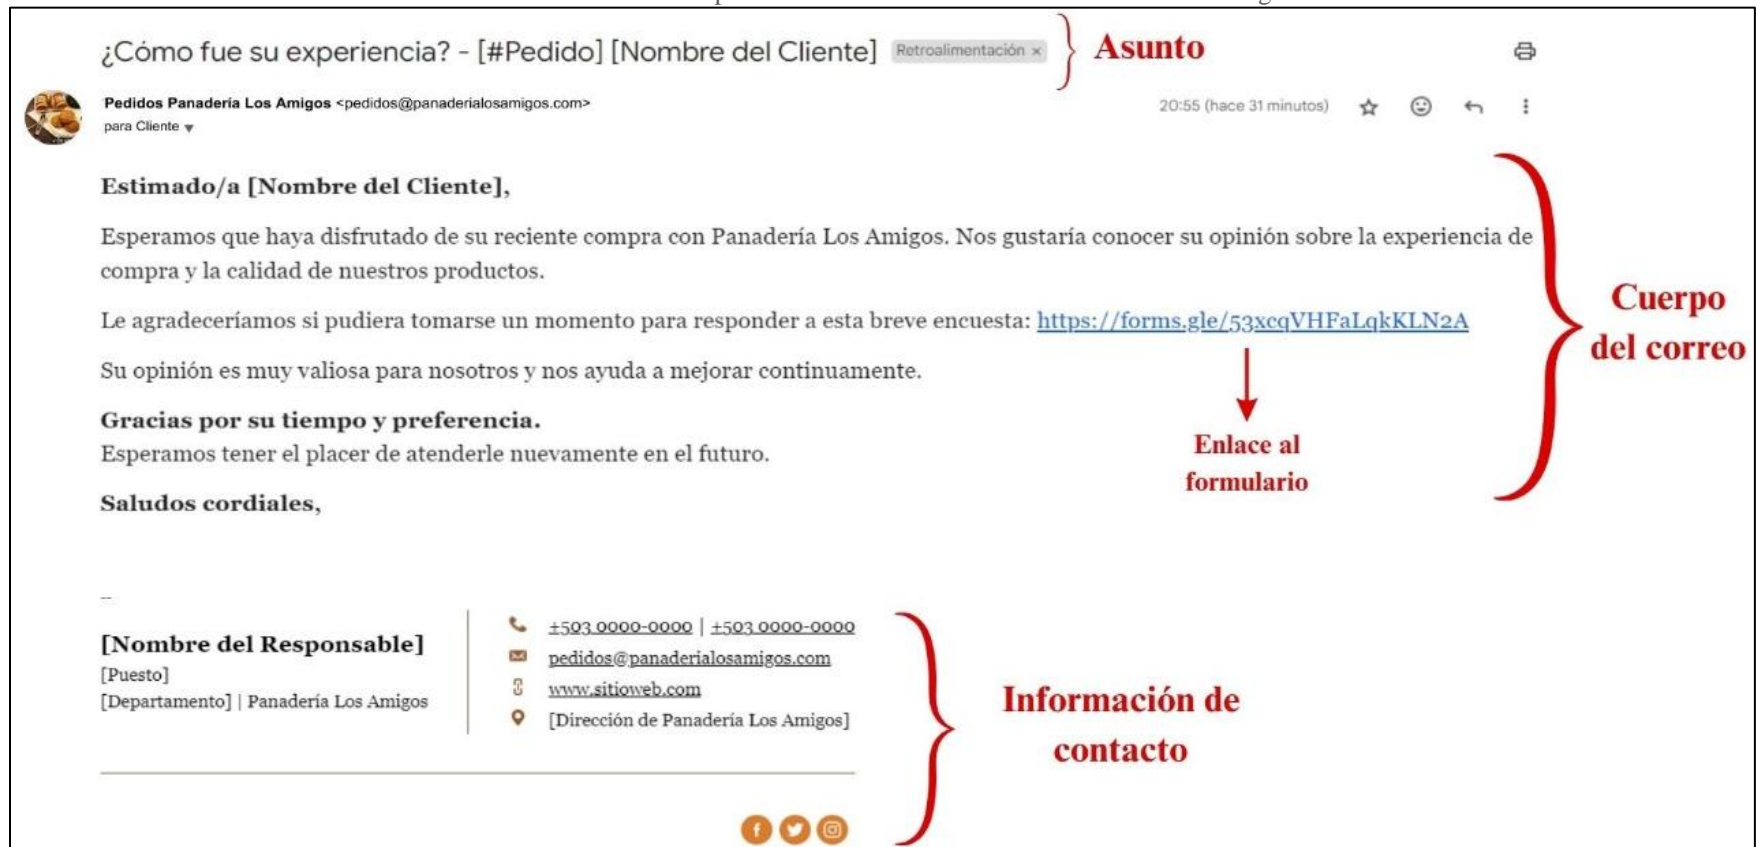 ¿Cómo fue su experiencia? - [#Pedido] [Nombre del Cliente] Retroalimentación × Asunto
Pedidos Panadería Los Amigos <pedidos@panaderialosamigos.com> 20:55 (hace 31 minutos)
para Cliente
Estimado/a [Nombre del Cliente],
Esperamos que haya disfrutado de su reciente compra con Panadería Los Amigos. Nos gustaría conocer su opinión sobre la experiencia de
compra y la calidad de nuestros productos.
Le agradeceríamos si pudiera tomarse un momento para responder a esta breve encuesta: https://forms.gle/53xcqVHFaLqkKLN2A
Su opinión es muy valiosa para nosotros y nos ayuda a mejorar continuamente.
Gracias por su tiempo y preferencia.
Esperamos tener el placer de atenderle nuevamente en el futuro.
Saludos cordiales,
Enlace al
formulario
Cuerpo
del correo
--
[Nombre del Responsable]
[Puesto]
[Departamento] | Panadería Los Amigos
+503 0000-0000 | +503 0000-0000
pedidos@panaderialosamigos.com
www.sitioweb.com
[Dirección de Panadería Los Amigos]
Información de
contacto